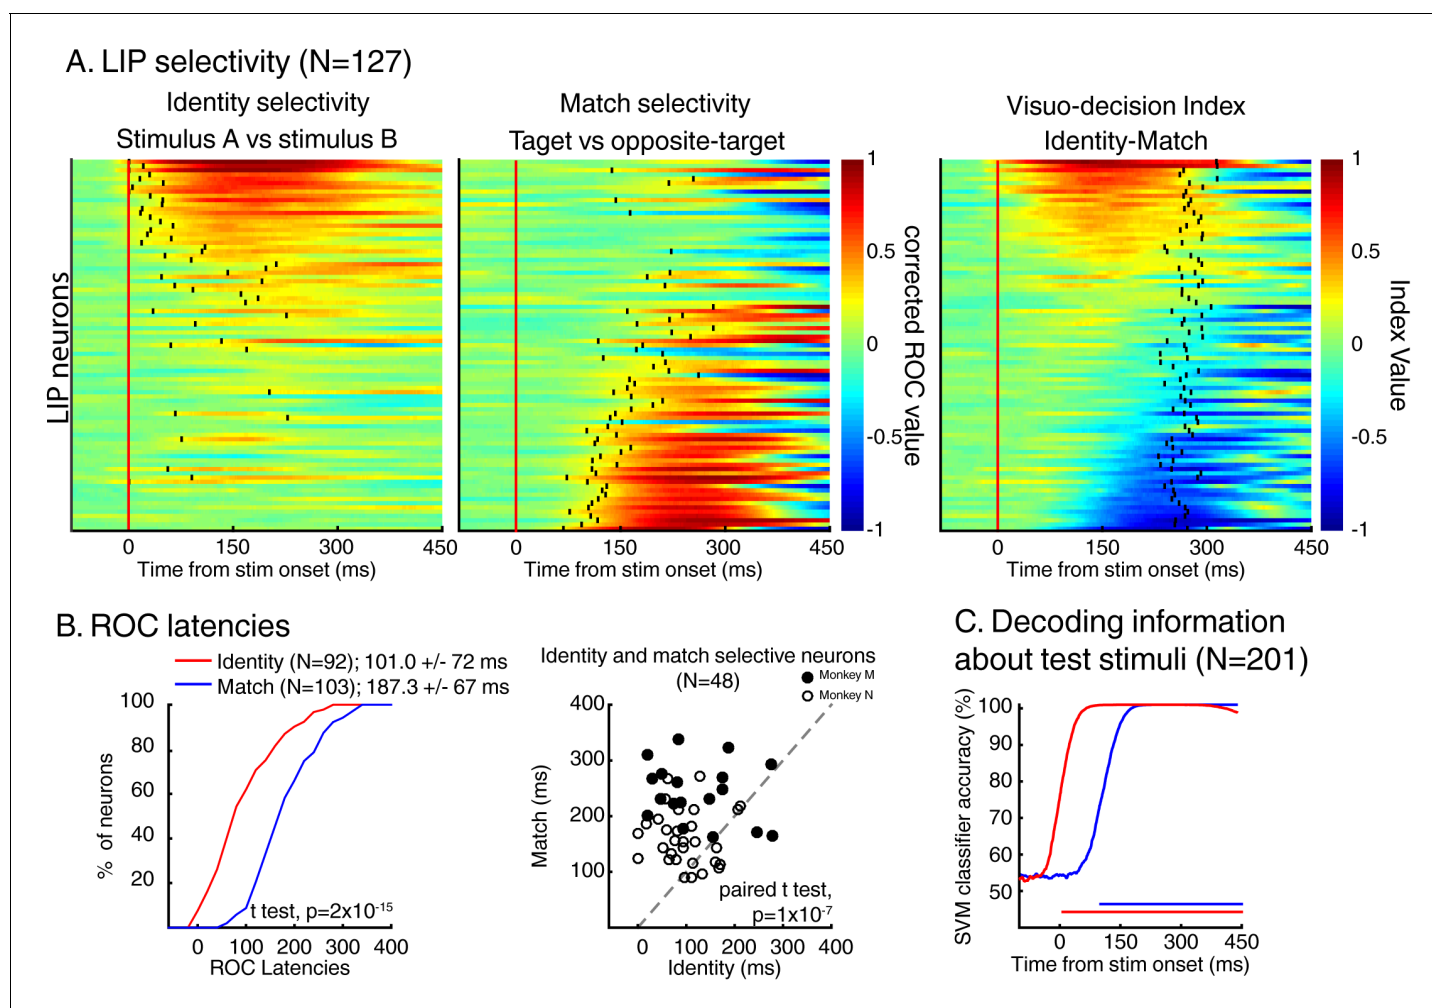 A. LIP selectivity (N=127)
Identity selectivity
Stimulus A vs stimulus B
Match selectivity
Taget vs opposite-target
Visuo-decision Index
Identity-Match
LIP neurons
0 150 300 450
Time from stim onset (ms)
0 150 300 450
Time from stim onset (ms)
1
0.5
0
-0.5
-1
corrected ROC value
0 150 300 450
Time from stim onset (ms)
1
0.5
0
-0.5
-1
Index Value
B. ROC latencies
Identity (N=92); 101.0 +/- 72 ms
Match (N=103); 187.3 +/- 67 ms
100
80
60
40
20
% of neurons
t test, p=2x10-15
0 100 200 300 400
ROC Latencies
Identity and match selective neurons
(N=48)
Monkey M
Monkey N
400
300
200
100
Match (ms)
paired t test,
p=1x10-7
0 100 200 300 400
Identity (ms)
C. Decoding information
about test stimuli (N=201)
100
90
80
70
60
50
SVM classifier accuracy (%)
0 150 300 450
Time from stim onset (ms)